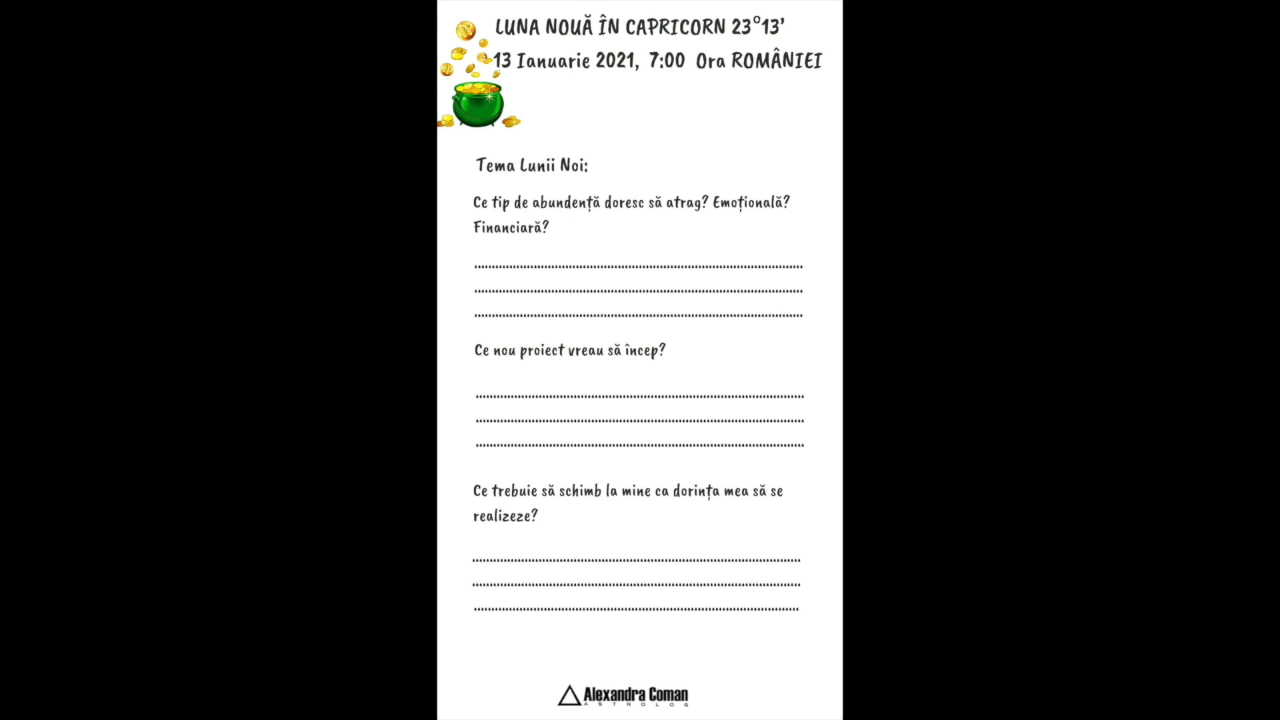 LUNA NOUĂ ÎN CAPRICORN 23°13’
13 Ianuarie 2021, 7:00 Ora ROMÂNIEI
Tema Lunii Noi:
Ce tip de abundență doresc să atrag? Emoțională?
Financiară?
Ce nou proiect vreau să încep?
Ce trebuie să schimb la mine ca dorința mea să se
realizeze?
Alexandra Coman
ASTROLOG